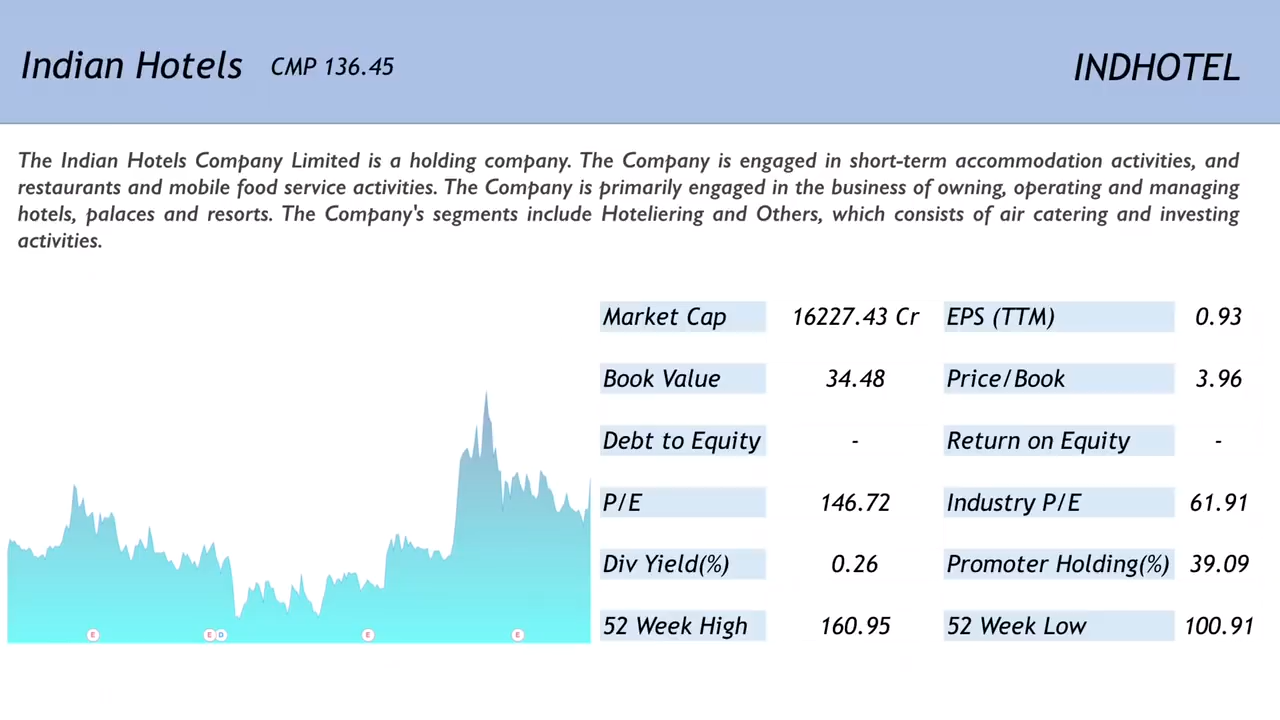 Indian Hotels CMP 136.45 INDHOTEL
The Indian Hotels Company Limited is a holding company. The Company is engaged in short-term accommodation activities, and
restaurants and mobile food service activities. The Company is primarily engaged in the business of owning, operating and managing
hotels, palaces and resorts. The Company's segments include Hoteliering and Others, which consists of air catering and investing
activities.
Market Cap 16227.43 Cr EPS (TTM) 0.93
Book Value 34.48 Price/Book 3.96
Debt to Equity - Return on Equity -
P/E 146.72 Industry P/E 61.91
Div Yield(%) 0.26 Promoter Holding(%) 39.09
52 Week High 160.95 52 Week Low 100.91
E E D E E